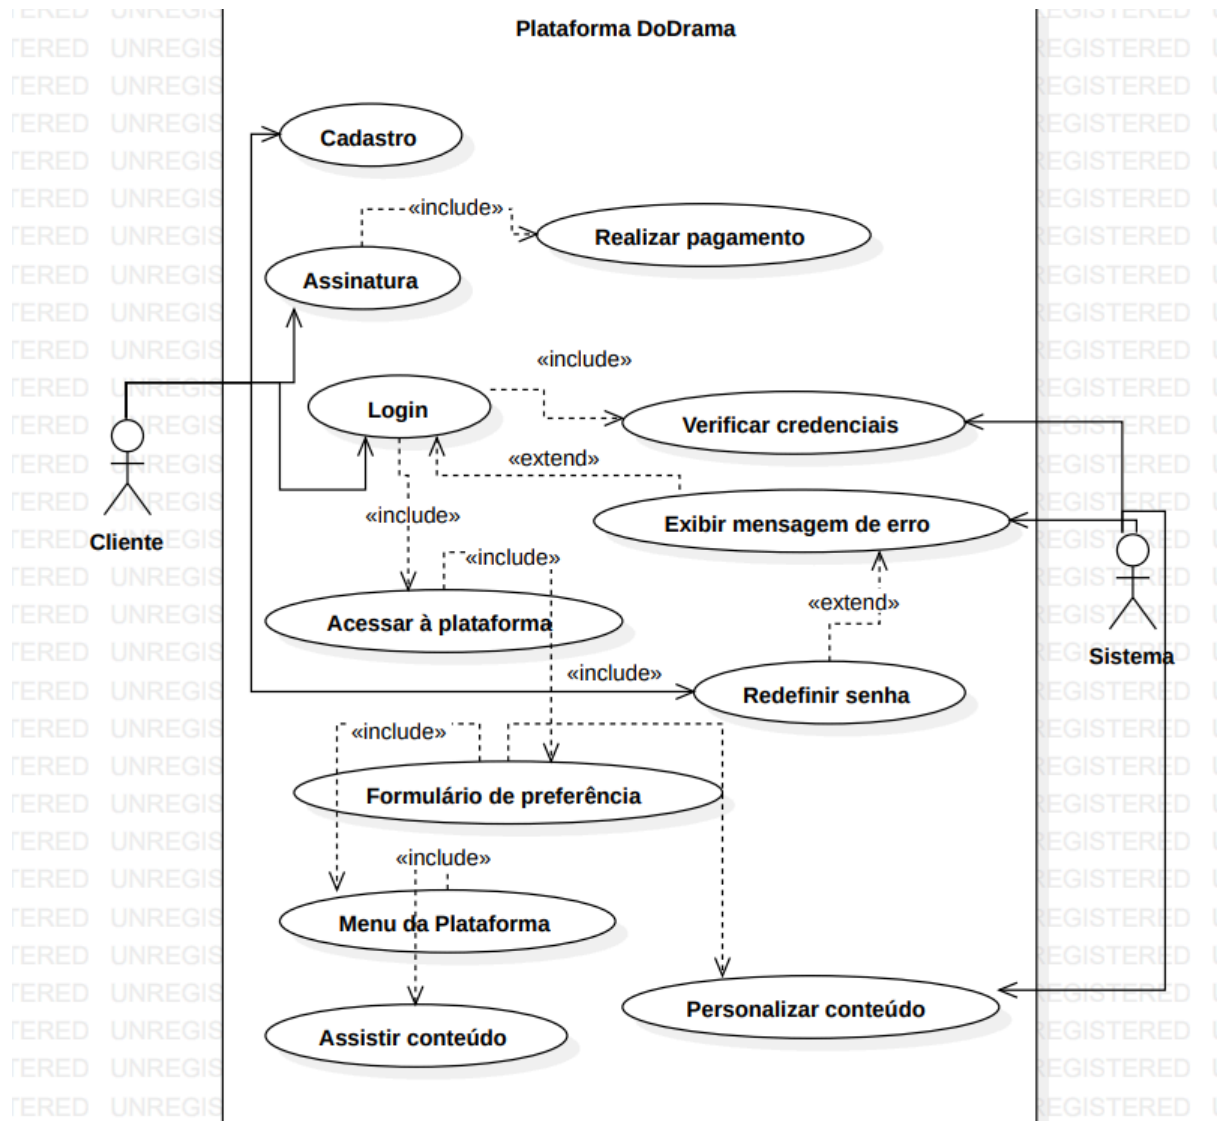 Plataforma DoDrama
Cadastro
«include»
Realizar pagamento
Assinatura
«include»
Login
Verificar credenciais
«extend»
«include»
Exibir mensagem de erro
Cliente
«include»
«extend»
Acessar à plataforma
Sistema
«include»
Redefinir senha
«include»
Formulário de preferência
«include»
Menu da Plataforma
Personalizar conteúdo
Assistir conteúdo
UNREGISTERED